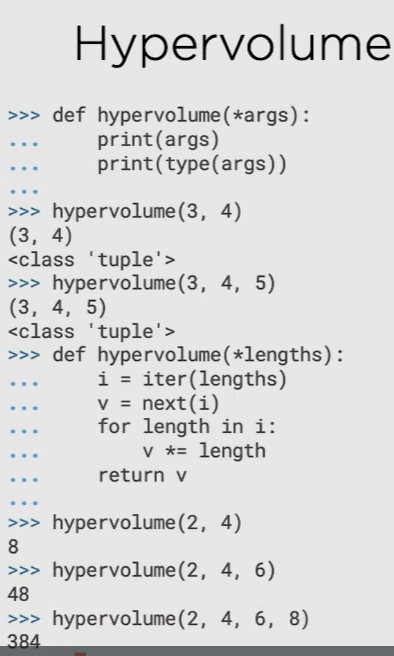 Hypervolume
>>> def hypervolume(*args):
...     print(args)
...     print(type(args))
...
>>> hypervolume(3, 4)
(3, 4)
<class 'tuple'>
>>> hypervolume(3, 4, 5)
(3, 4, 5)
<class 'tuple'>
>>> def hypervolume(*lengths):
...     i = iter(lengths)
...     v = next(i)
...     for length in i:
...         v *= length
...     return v
...
>>> hypervolume(2, 4)
8
>>> hypervolume(2, 4, 6)
48
>>> hypervolume(2, 4, 6, 8)
384